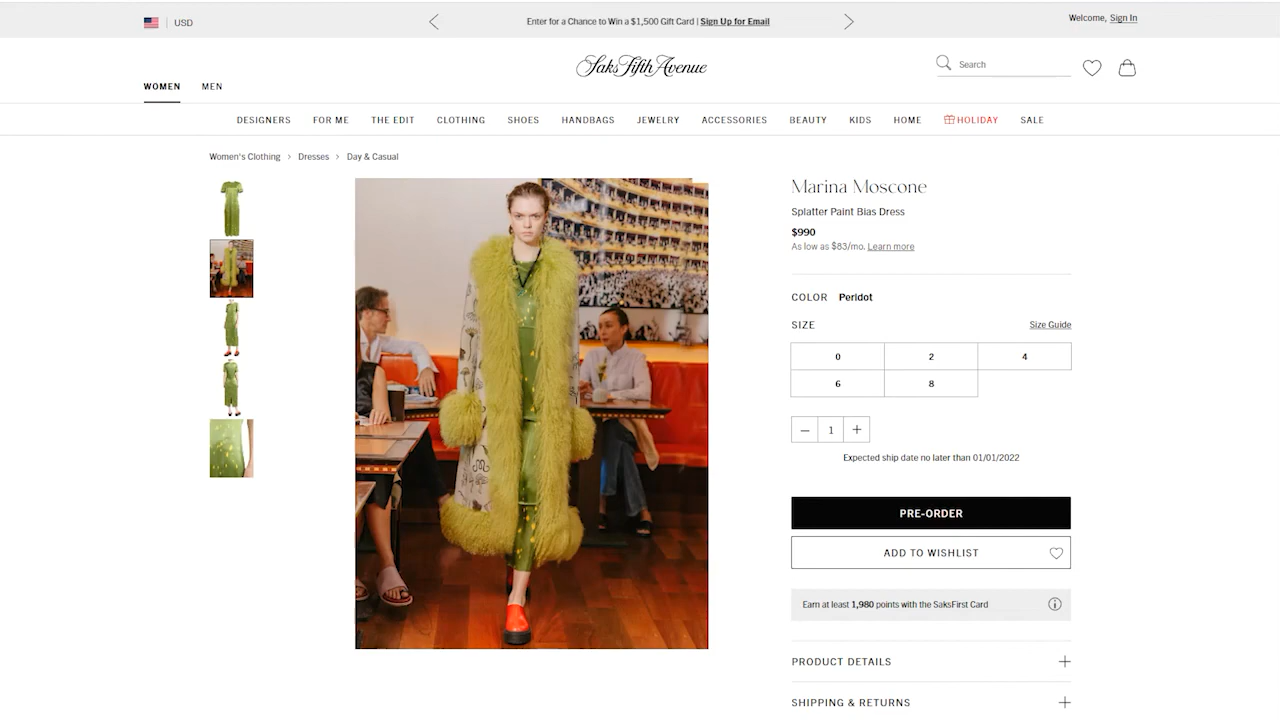 USD
Enter for a Chance to Win a $1,500 Gift Card | Sign Up for Email
Welcome, Sign In
Saks Fifth Avenue
Search
WOMEN MEN
DESIGNERS FOR ME THE EDIT CLOTHING SHOES HANDBAGS JEWELRY ACCESSORIES BEAUTY KIDS HOME HOLIDAY SALE
Women's Clothing > Dresses > Day & Casual
Marina Moscone
Splatter Paint Bias Dress
$990
As low as $83/mo. Learn more
COLOR Peridot
SIZE Size Guide
0 2 4
6 8
— 1 +
Expected ship date no later than 01/01/2022
PRE-ORDER
ADD TO WISHLIST
Earn at least 1,980 points with the SaksFirst Card
PRODUCT DETAILS +
SHIPPING & RETURNS +